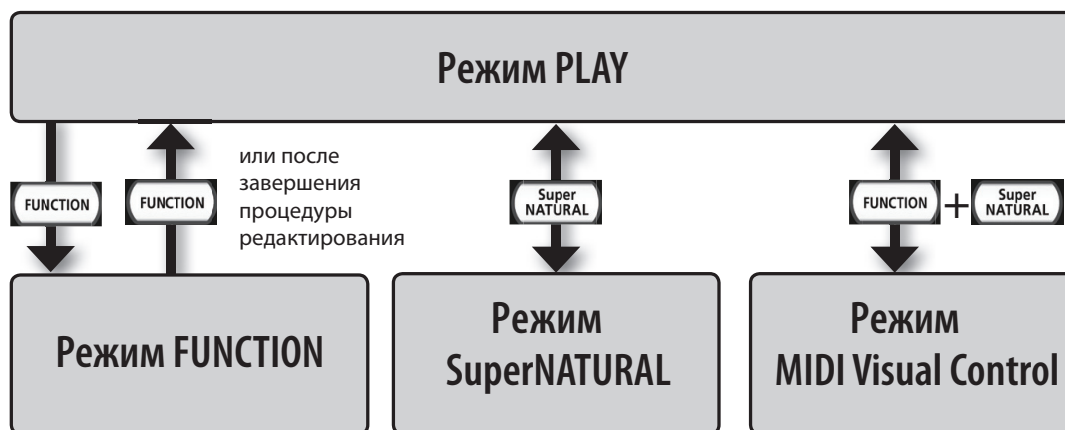 Режим PLAY
FUNCTION
FUNCTION
или после
завершения
процедуры
редактирования
Super
NATURAL
FUNCTION
+
Super
NATURAL
Режим FUNCTION
Режим
SuperNATURAL
Режим
MIDI Visual Control